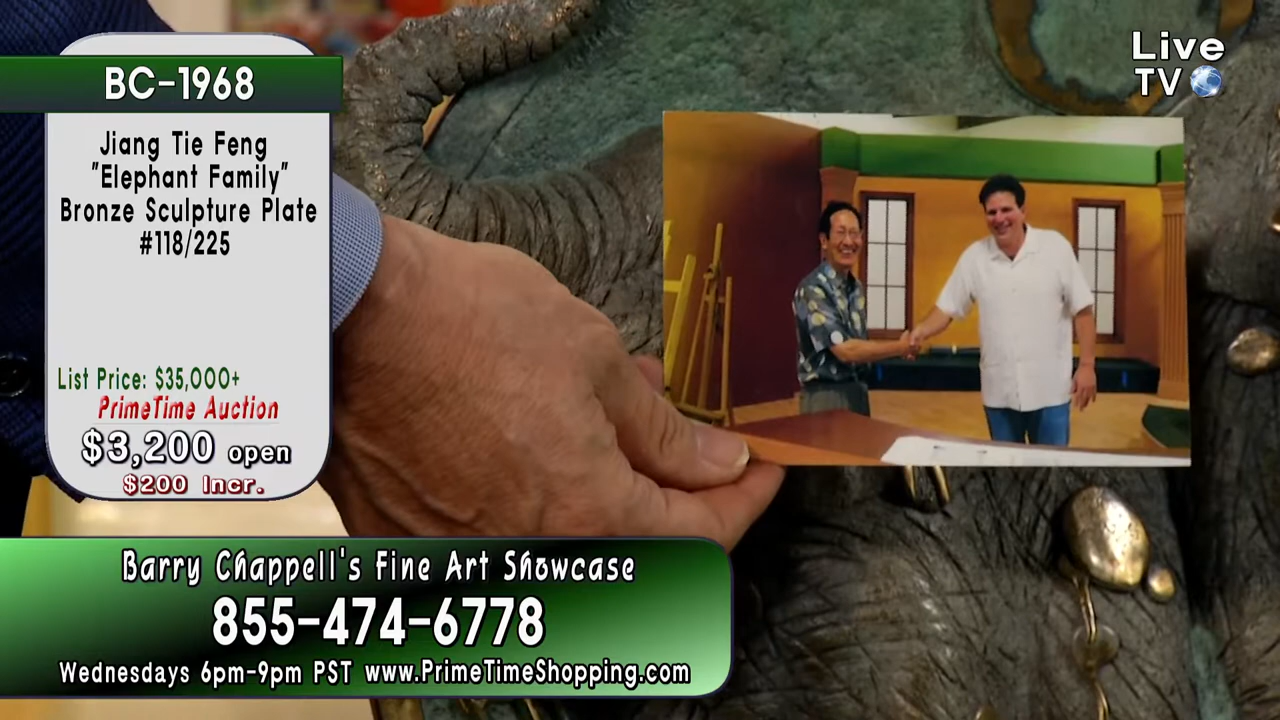 BC-1968
Jiang Tie Feng
"Elephant Family"
Bronze Sculpture Plate
#118/225
List Price: $35,000+
PrimeTime Auction
$3,200 open
$200 Incr.
Live
TV
Barry Chappell's Fine Art Showcase
855-474-6778
Wednesdays 6pm-9pm PST www.PrimeTimeShopping.com